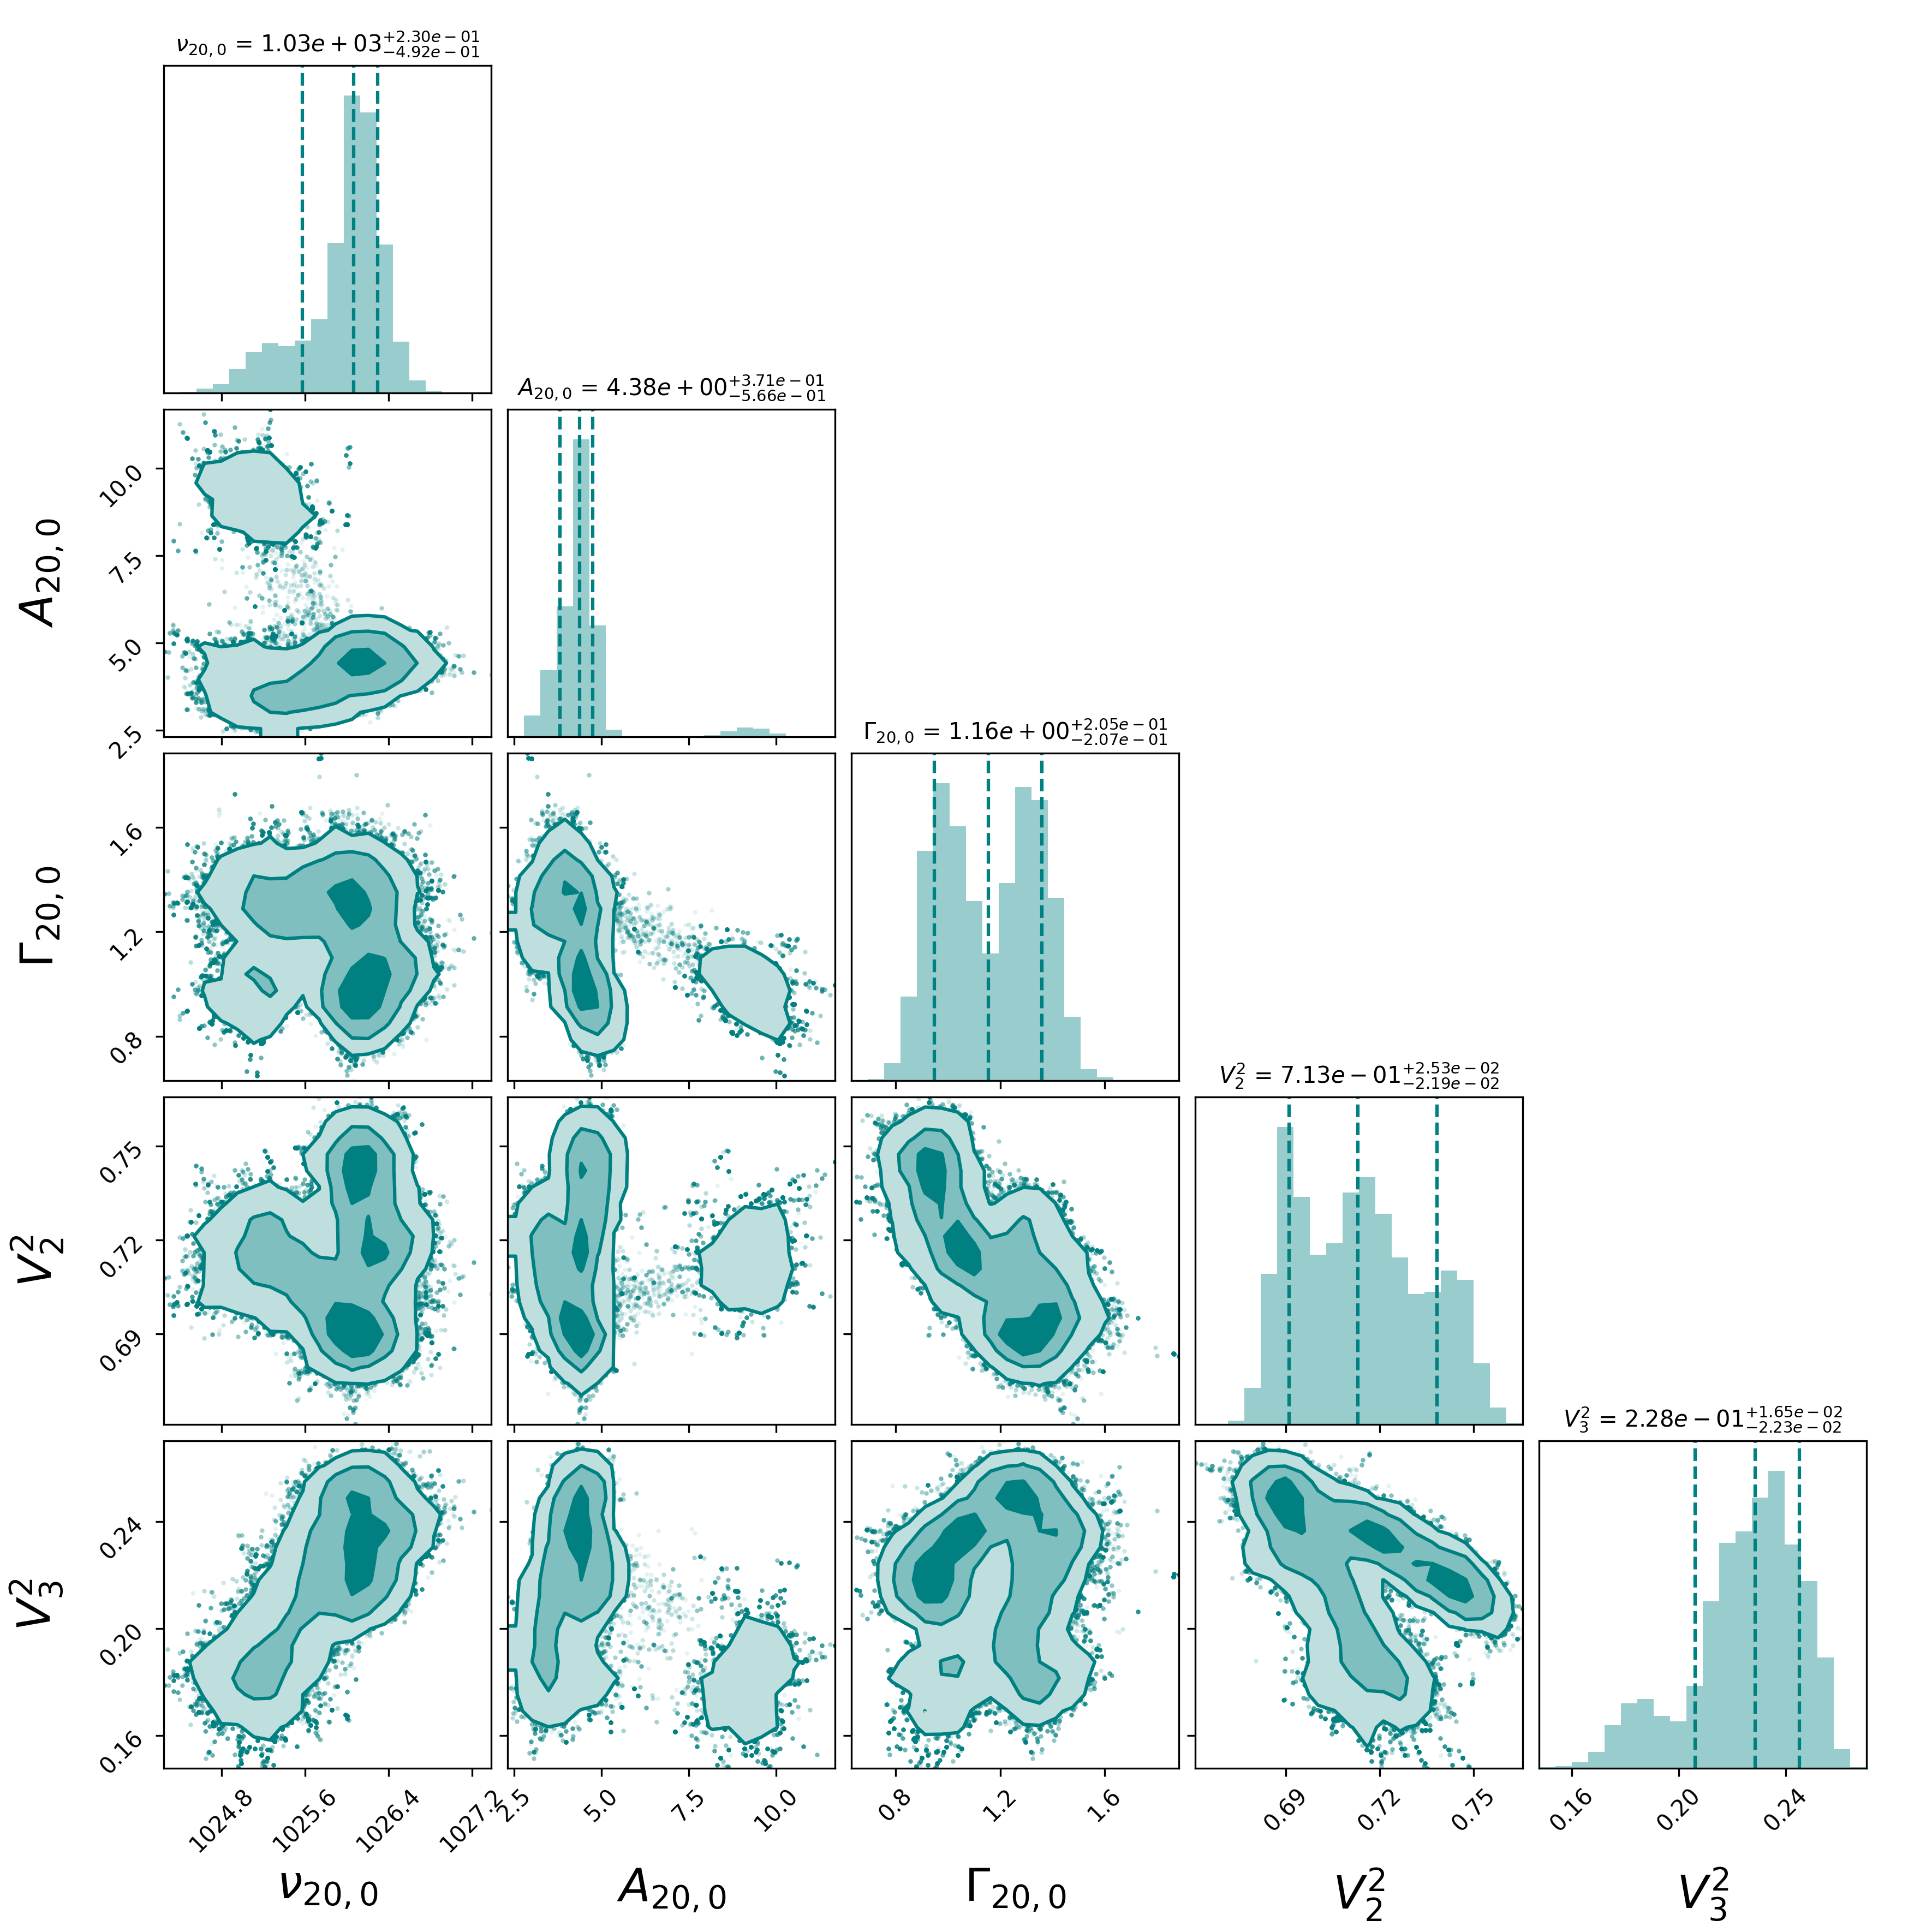 ν₂₀,₀ = 1.03e + 03 +2.30e − 01 −4.92e − 01
A₂₀,₀ = 4.38e + 00 +3.71e − 01 −5.66e − 01
Γ₂₀,₀ = 1.16e + 00 +2.05e − 01 −2.07e − 01
V₂² = 7.13e − 01 +2.53e − 02 −2.19e − 02
V₃² = 2.28e − 01 +1.65e − 02 −2.23e − 02
A₂₀,₀
10.0
7.5
5.0
2.5
Γ₂₀,₀
1.6
1.2
0.8
V₂²
0.75
0.72
0.69
V₃²
0.24
0.20
0.16
1024.8 1025.6 1026.4 1027.2
2.5 5.0 7.5 10.0
0.8 1.2 1.6
0.69 0.72 0.75
0.16 0.20 0.24
ν₂₀,₀ A₂₀,₀ Γ₂₀,₀ V₂² V₃²